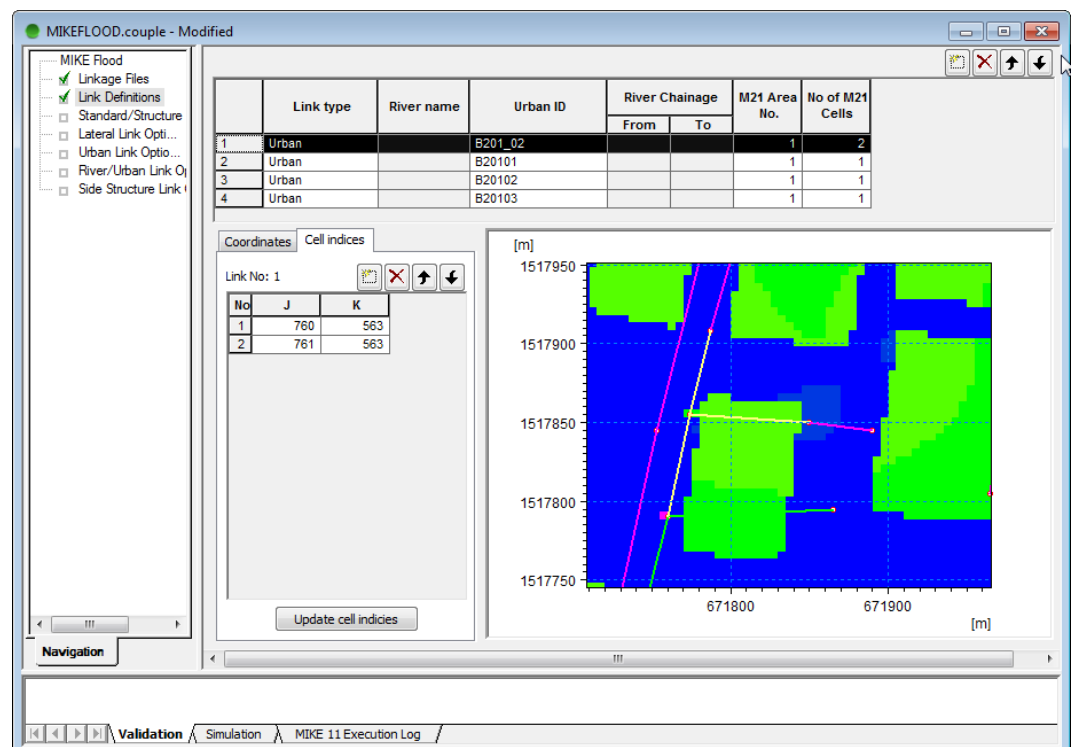 MIKEFLOOD.couple - Modified
MIKE Flood
Linkage Files
Link Definitions
Standard/Structure
Lateral Link Opti...
Urban Link Optio...
River/Urban Link O
Side Structure Link
Link type River name Urban ID River Chainage M21 Area No. No of M21 Cells
From To
1 Urban B201_02 1 2
2 Urban B20101 1 1
3 Urban B20102 1 1
4 Urban B20103 1 1
Coordinates Cell indices
Link No: 1
No J K
1 760 563
2 761 563
Update cell indicies
[m]
1517950
1517900
1517850
1517800
1517750
671800 671900
[m]
Navigation
Validation Simulation MIKE 11 Execution Log